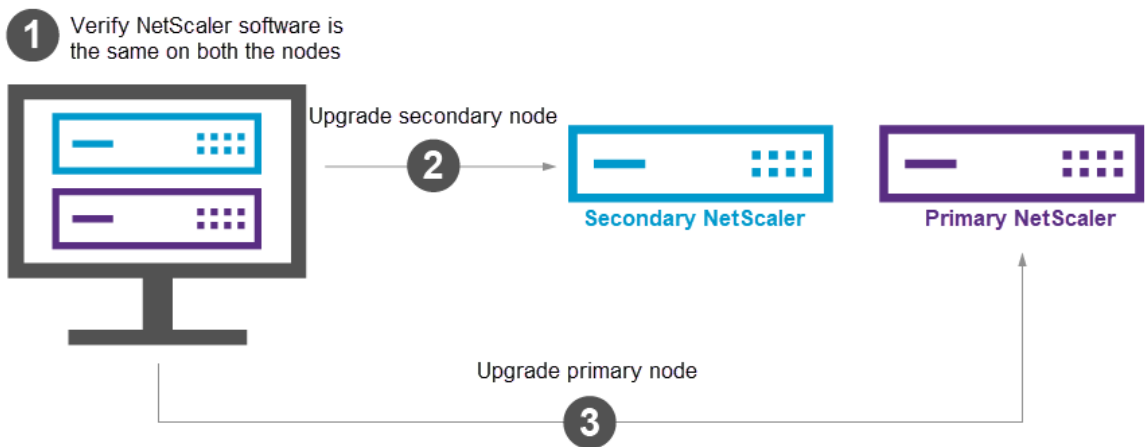 1
Verify NetScaler software is
the same on both the nodes
Upgrade secondary node
2
Secondary NetScaler
Primary NetScaler
Upgrade primary node
3